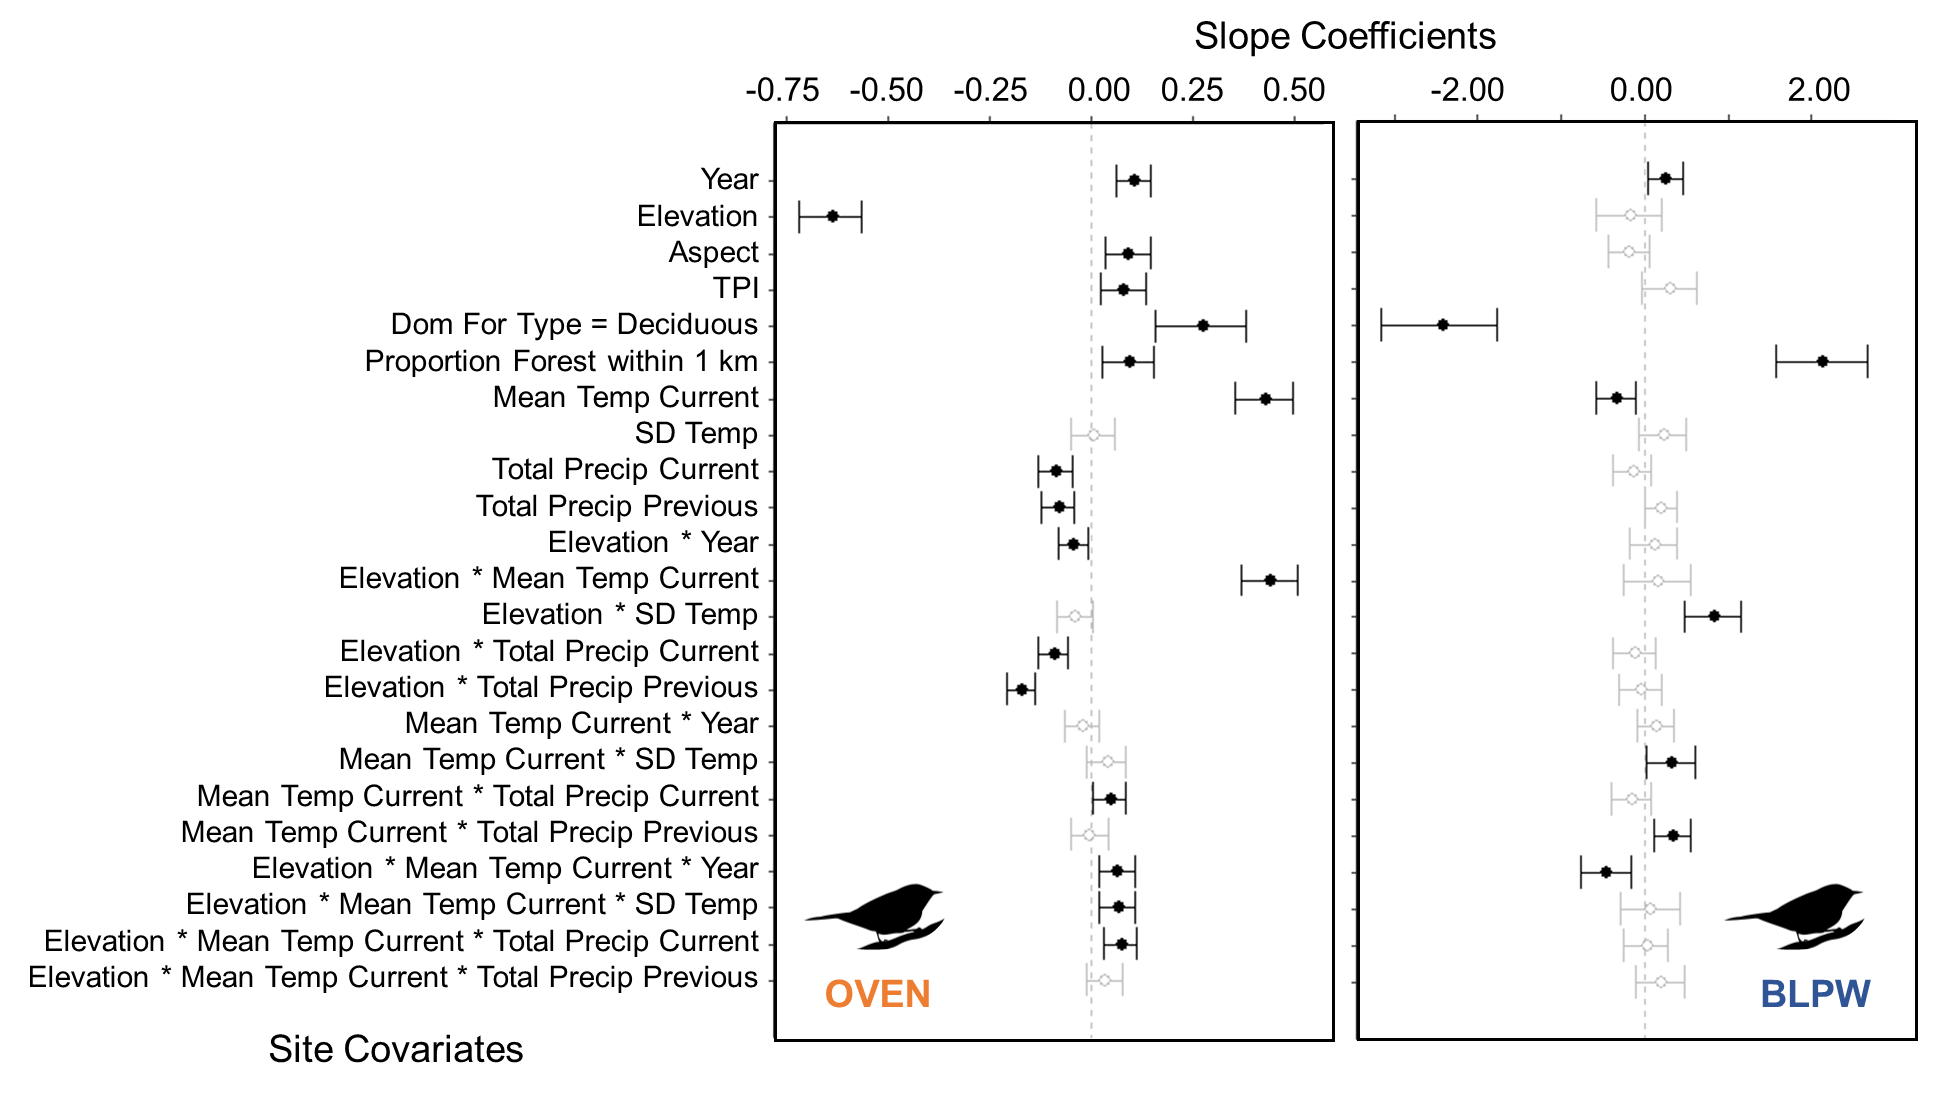 Slope Coefficients
-0.75 -0.50 -0.25 0.00 0.25 0.50 -2.00 0.00 2.00
Year
Elevation
Aspect
TPI
Dom For Type = Deciduous
Proportion Forest within 1 km
Mean Temp Current
SD Temp
Total Precip Current
Total Precip Previous
Elevation * Year
Elevation * Mean Temp Current
Elevation * SD Temp
Elevation * Total Precip Current
Elevation * Total Precip Previous
Mean Temp Current * Year
Mean Temp Current * SD Temp
Mean Temp Current * Total Precip Current
Mean Temp Current * Total Precip Previous
Elevation * Mean Temp Current * Year
Elevation * Mean Temp Current * SD Temp
Elevation * Mean Temp Current * Total Precip Current
Elevation * Mean Temp Current * Total Precip Previous
OVEN
BLPW
Site Covariates